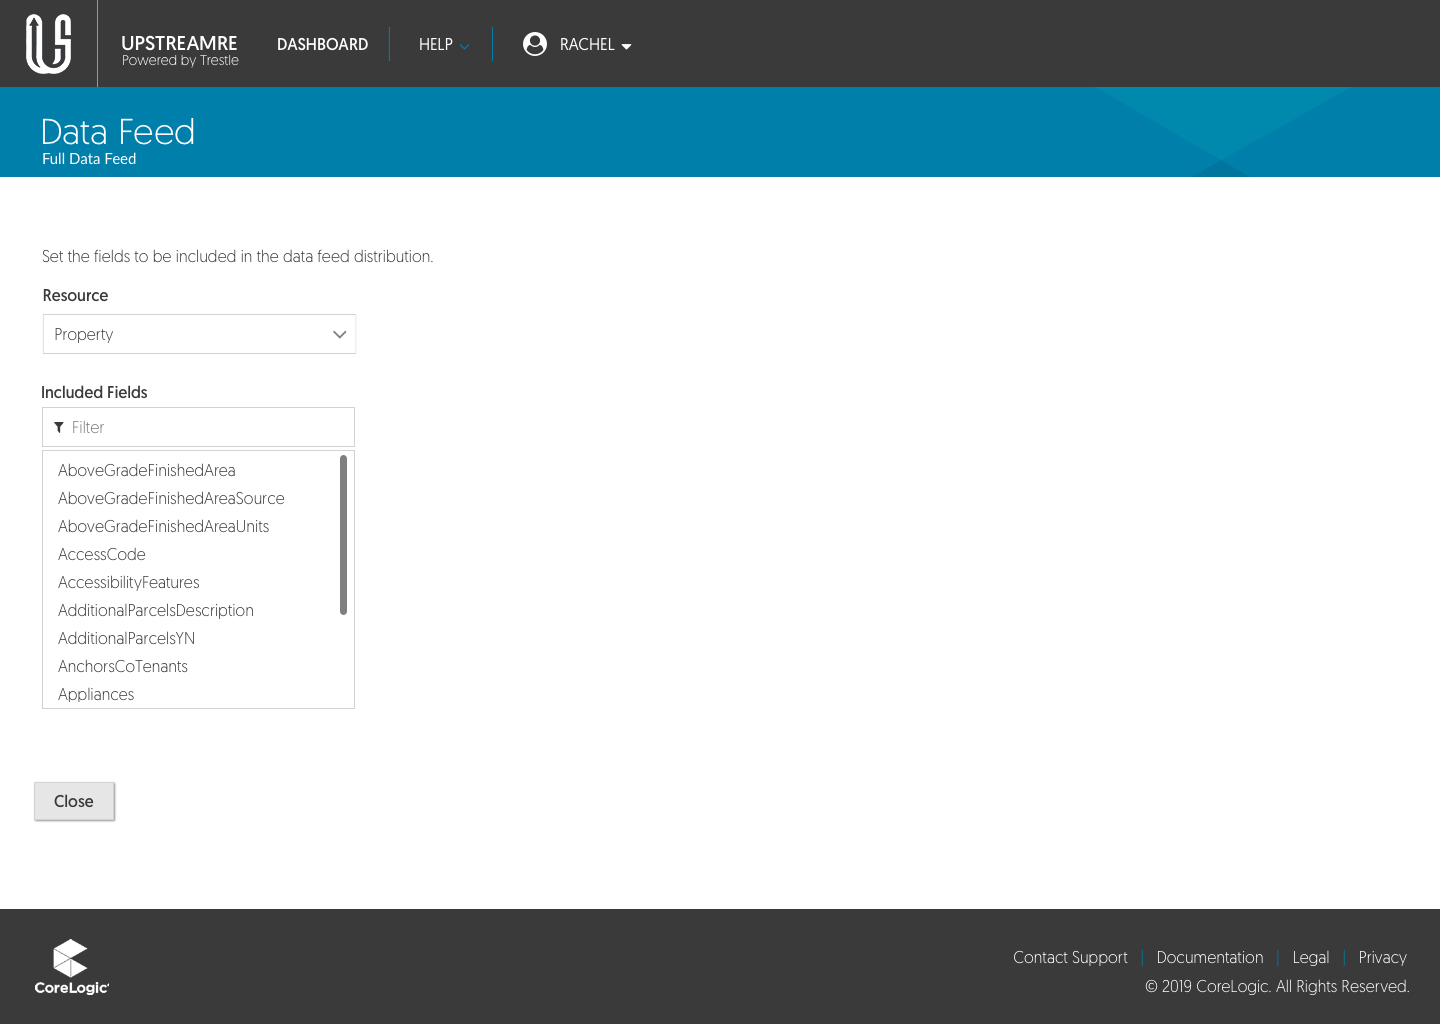 UPSTREAMRE
Powered by Trestle
DASHBOARD
HELP
RACHEL
Data Feed
Full Data Feed
Set the fields to be included in the data feed distribution.
Resource
Property
Included Fields
Filter
AboveGradeFinishedArea
AboveGradeFinishedAreaSource
AboveGradeFinishedAreaUnits
AccessCode
AccessibilityFeatures
AdditionalParcelsDescription
AdditionalParcelsYN
AnchorsCoTenants
Appliances
Close
CoreLogic
Contact Support | Documentation | Legal | Privacy
© 2019 CoreLogic. All Rights Reserved.